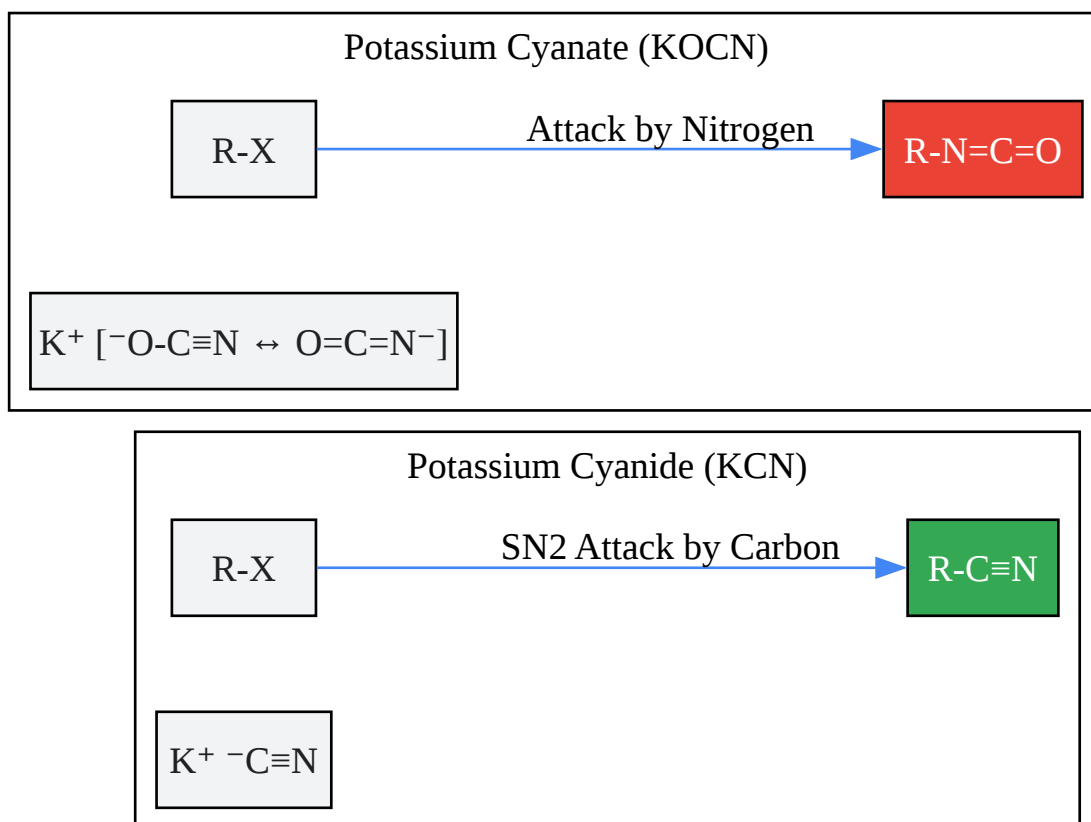 Potassium Cyanate (KOCN)
R-X
Attack by Nitrogen
R-N=C=O
K⁺ [⁻O-C≡N ↔ O=C=N⁻]
Potassium Cyanide (KCN)
R-X
SN2 Attack by Carbon
R-C≡N
K⁺ ⁻C≡N